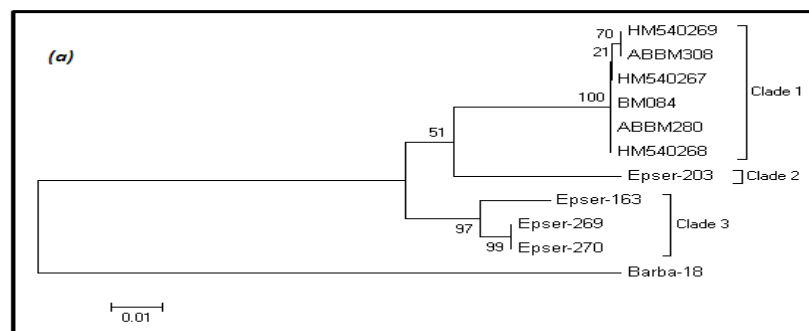 (a)
70
HM540269
21
ABBM308
HM540267
100
BM084
Clade 1
ABBM280
51
HM540268
Epser-203
Clade 2
Epser-163
97
Epser-269
Clade 3
99
Epser-270
Barba-18
0.01